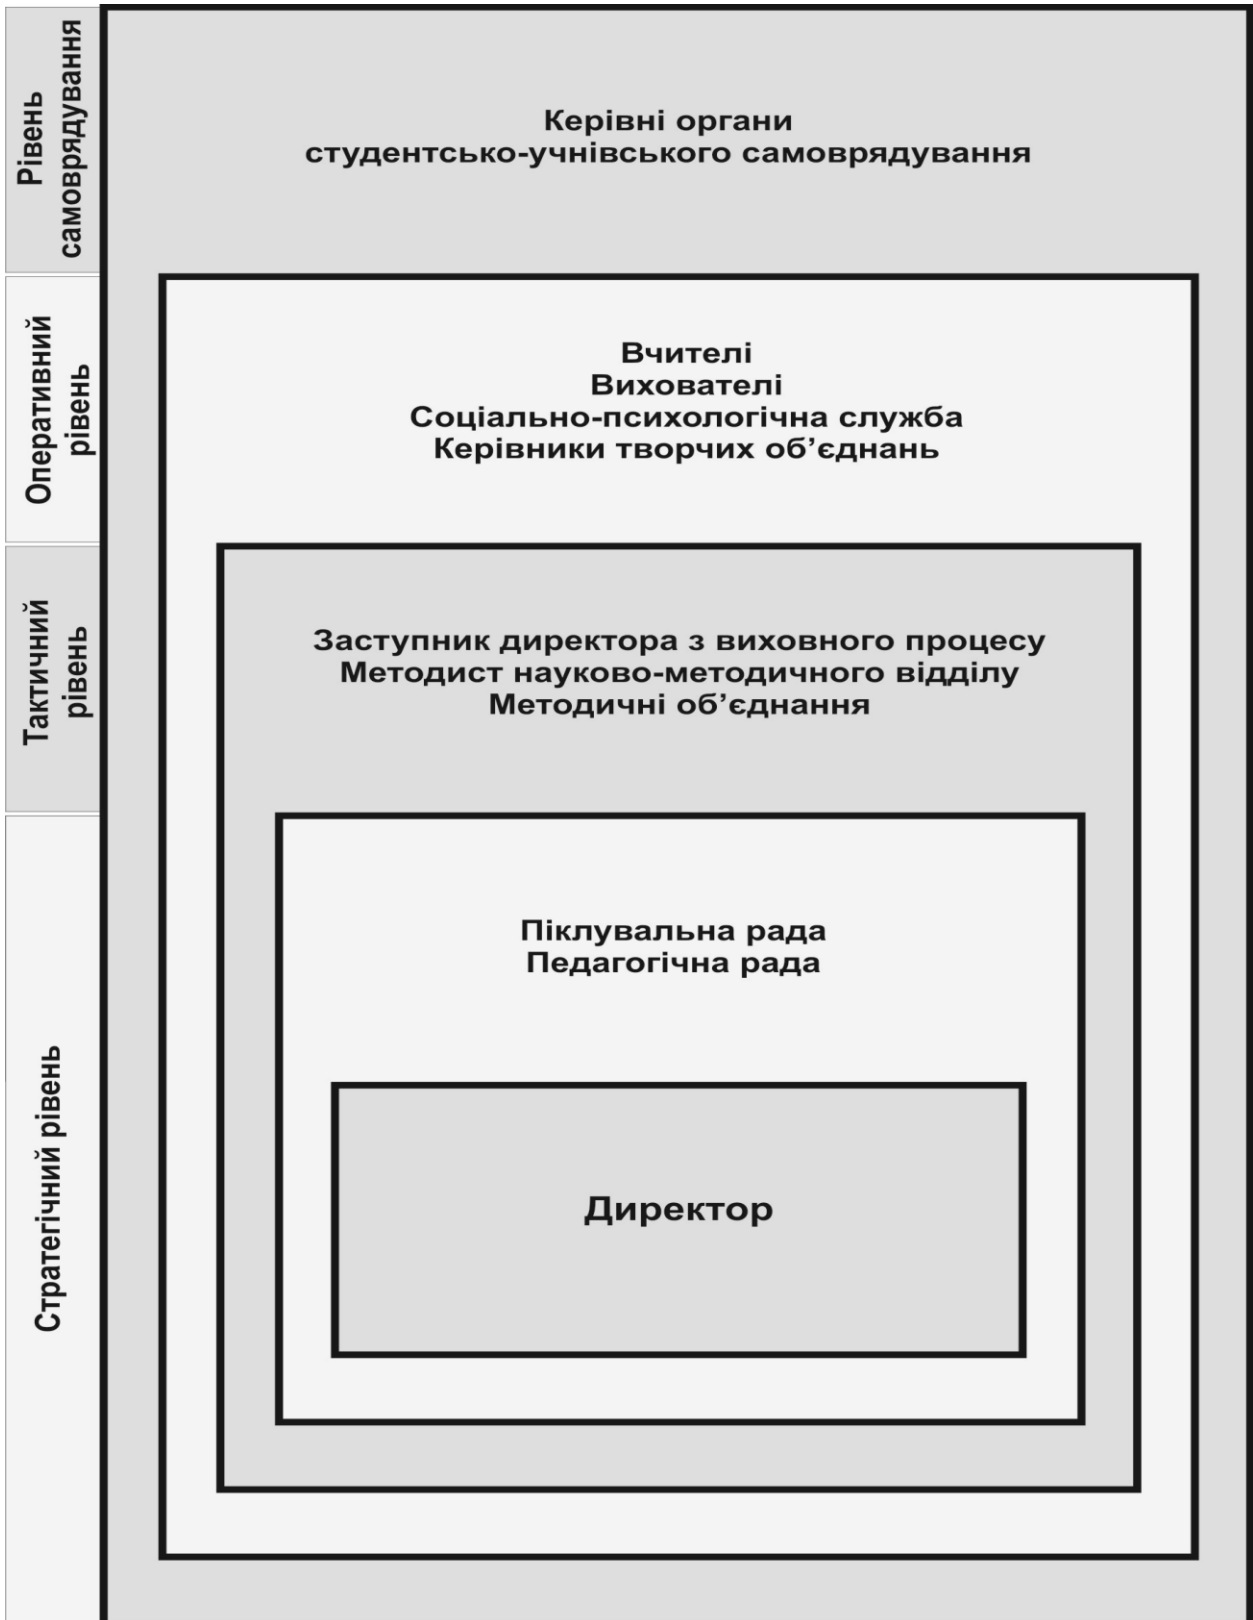 Рівень
самоврядування
Керівні органи
студентсько-учнівського самоврядування
Оперативний
рівень
Вчителі
Вихователі
Соціально-психологічна служба
Керівники творчих об’єднань
Тактичний
рівень
Заступник директора з виховного процесу
Методист науково-методичного відділу
Методичні об’єднання
Стратегічний рівень
Піклувальна рада
Педагогічна рада
Директор